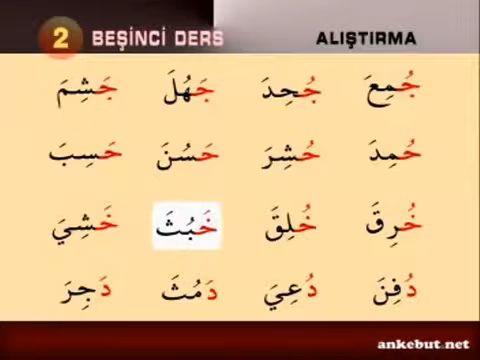 2 BEŞİNCİ DERS ALIŞTIRMA
جُمِعَ جُحِدَ جَهُلَ جَشِمَ
حُمِدَ حُشِرَ حَسُنَ حَسِبَ
خُرِقَ خُلِقَ خَبُثَ خَشِيَ
دُفِنَ دُعِيَ دَمُثَ دَجِرَ
ankebut.net